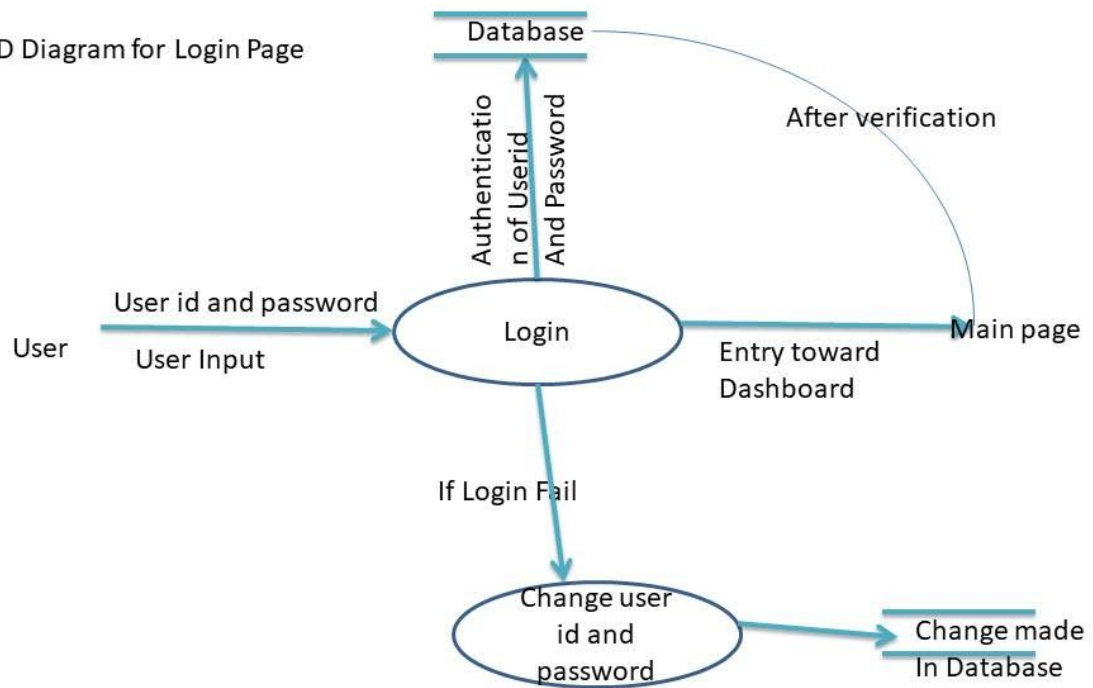 D Diagram for Login Page
Database
After verification
Authenticatio
n of Userid
And Password
User id and password
User
User Input
Login
Main page
Entry toward
Dashboard
If Login Fail
Change user
id and
password
Change made
In Database